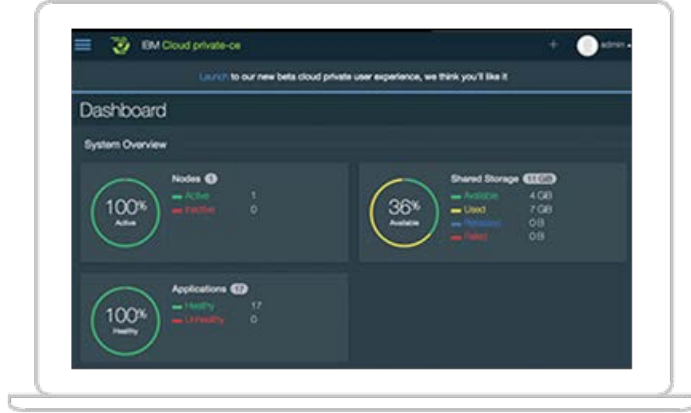 IBM Cloud private-ce
+
admin
Launch to our new beta cloud private user experience, we think you'll like it
Dashboard
System Overview
Nodes 1
100%
Active
Active 1
Inactive 0
Shared Storage 11 GB
36%
Available
Available 4 GB
Used 7 GB
Released 0 B
Failed 0 B
Applications 17
100%
Healthy
Healthy 17
Unhealthy 0